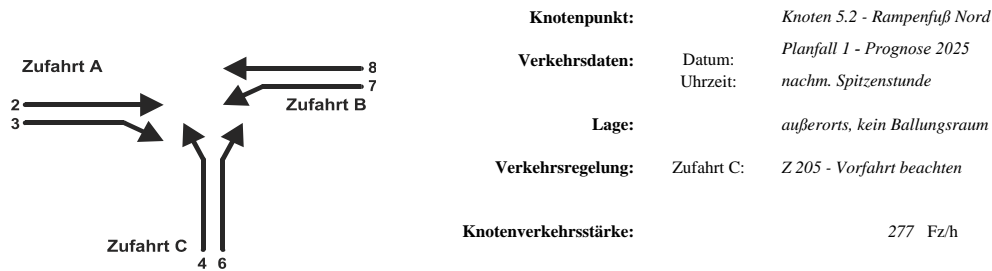 Zufahrt A
2
3
8
7
Zufahrt B
Zufahrt C
4 6
Knotenpunkt: Knoten 5.2 - Rampenfuß Nord
Verkehrsdaten: Datum: Planfall 1 - Prognose 2025
Uhrzeit: nachm. Spitzenstunde
Lage: außerorts, kein Ballungsraum
Verkehrsregelung: Zufahrt C: Z 205 - Vorfahrt beachten
Knotenverkehrsstärke: 277 Fz/h